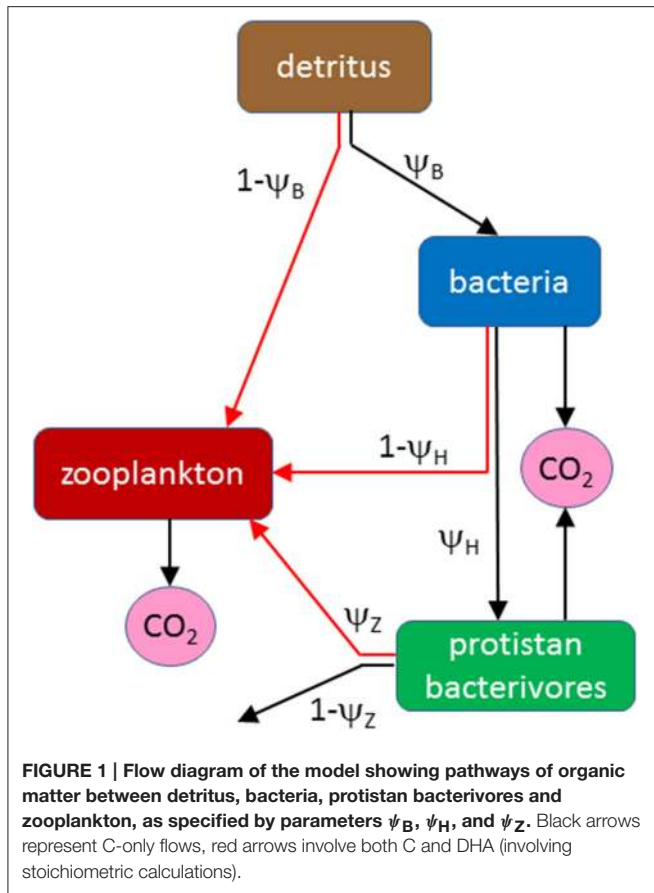 detritus
1-ψB
ψB
bacteria
zooplankton
1-ψH
CO2
ψH
CO2
ψZ
protistan
bacterivores
1-ψZ
FIGURE 1 | Flow diagram of the model showing pathways of organic
matter between detritus, bacteria, protistan bacterivores and
zooplankton, as specified by parameters ψB, ψH, and ψZ. Black arrows
represent C-only flows, red arrows involve both C and DHA (involving
stoichiometric calculations).